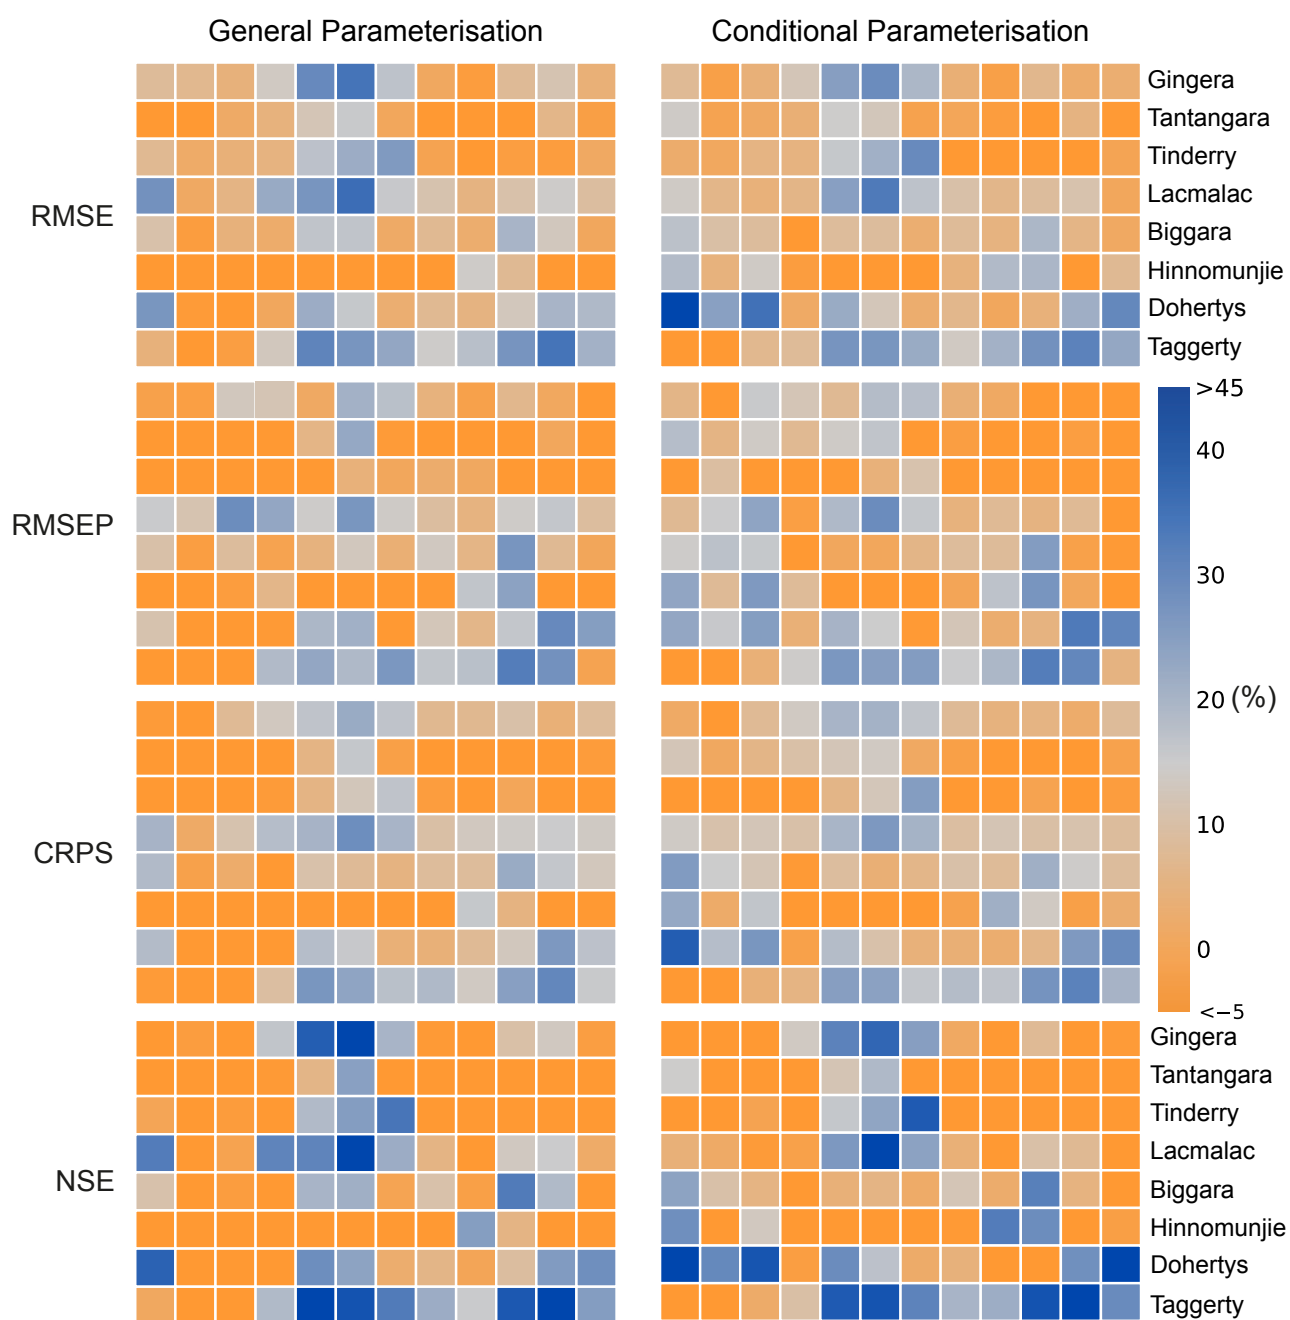 General Parameterisation
Conditional Parameterisation
RMSE
Gingera
Tantangara
Tinderry
Lacmalac
Biggara
Hinnomunjie
Dohertys
Taggerty
RMSEP
>45
40
30
20 (%)
10
0
<−5
CRPS
NSE
Gingera
Tantangara
Tinderry
Lacmalac
Biggara
Hinnomunjie
Dohertys
Taggerty